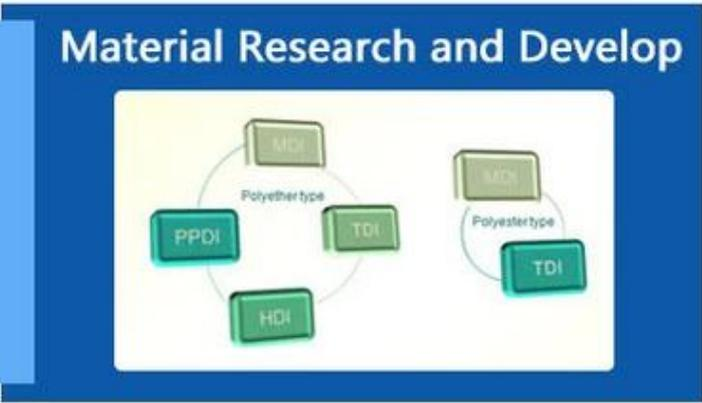 Material Research and Develop
MDI
Polyether type
PPDI
TDI
HDI
MDI
Polyester type
TDI